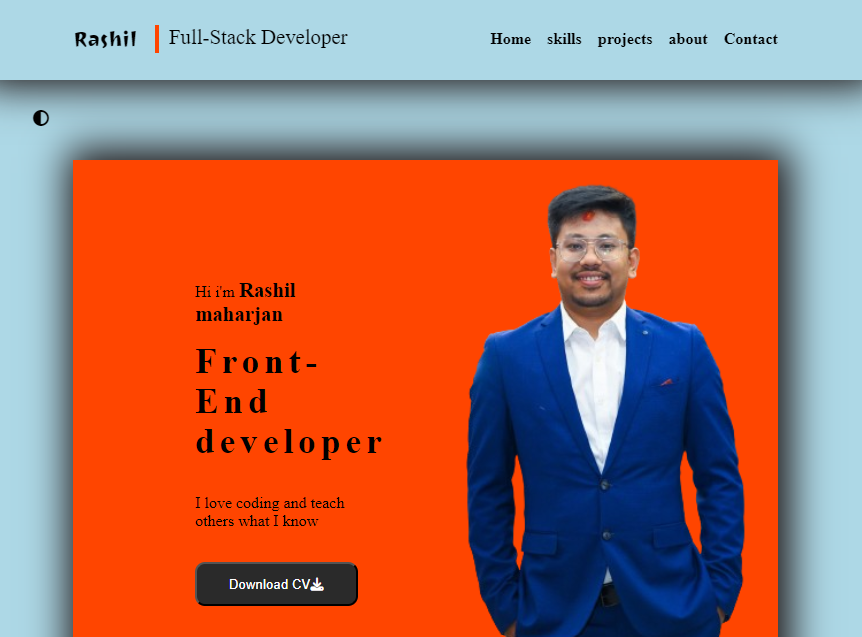 Rashil Full-Stack Developer Home skills projects about Contact
Hi i'm Rashil
maharjan
Front-
End
developer
I love coding and teach
others what I know
Download CV